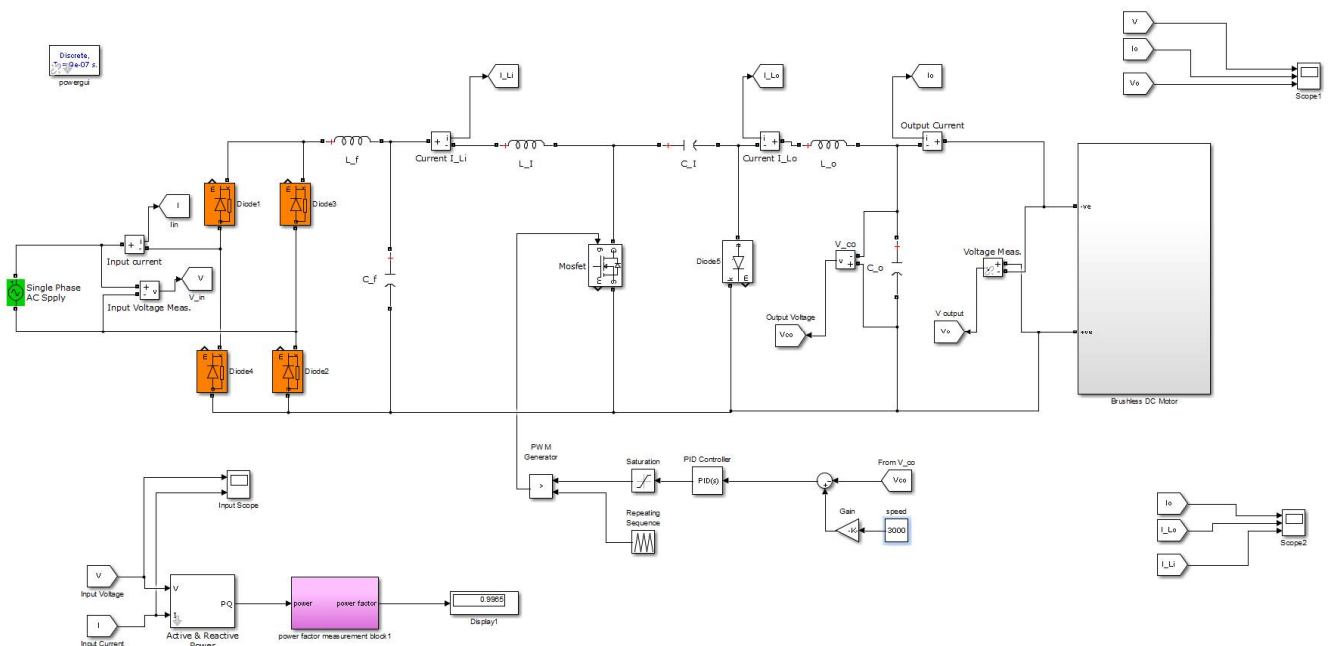 Discrete,
powergui
I_Li
I_Lo
Io
V
Io
Vo
Scope1
Output Current
L_f
Current I_Li
L_I
C_I
Current I_Lo
L_o
Diode1
Diode3
I
Iin
Input current
V
V_in
Input Voltage Meas.
Single Phase
AC Spply
C_f
Mosfet
g
m
Diode5
a
k
V_co
v
C_o
Output Voltage
Vco
Voltage Meas.
V output
Vo
-ve
+ve
Brushless DC Motor
Diode4
Diode2
PWM
Generator
>
Saturation
PID Controller
PID(s)
From V_co
Vco
Gain
-K-
speed
3000
Repeating
Sequence
Input Scope
Io
I_Lo
I_Li
Scope2
V
Input Voltage
I
Input Current
V
I
PQ
Active & Reactive
Power
power
power factor
power factor measurement block1
0.9965
Display1